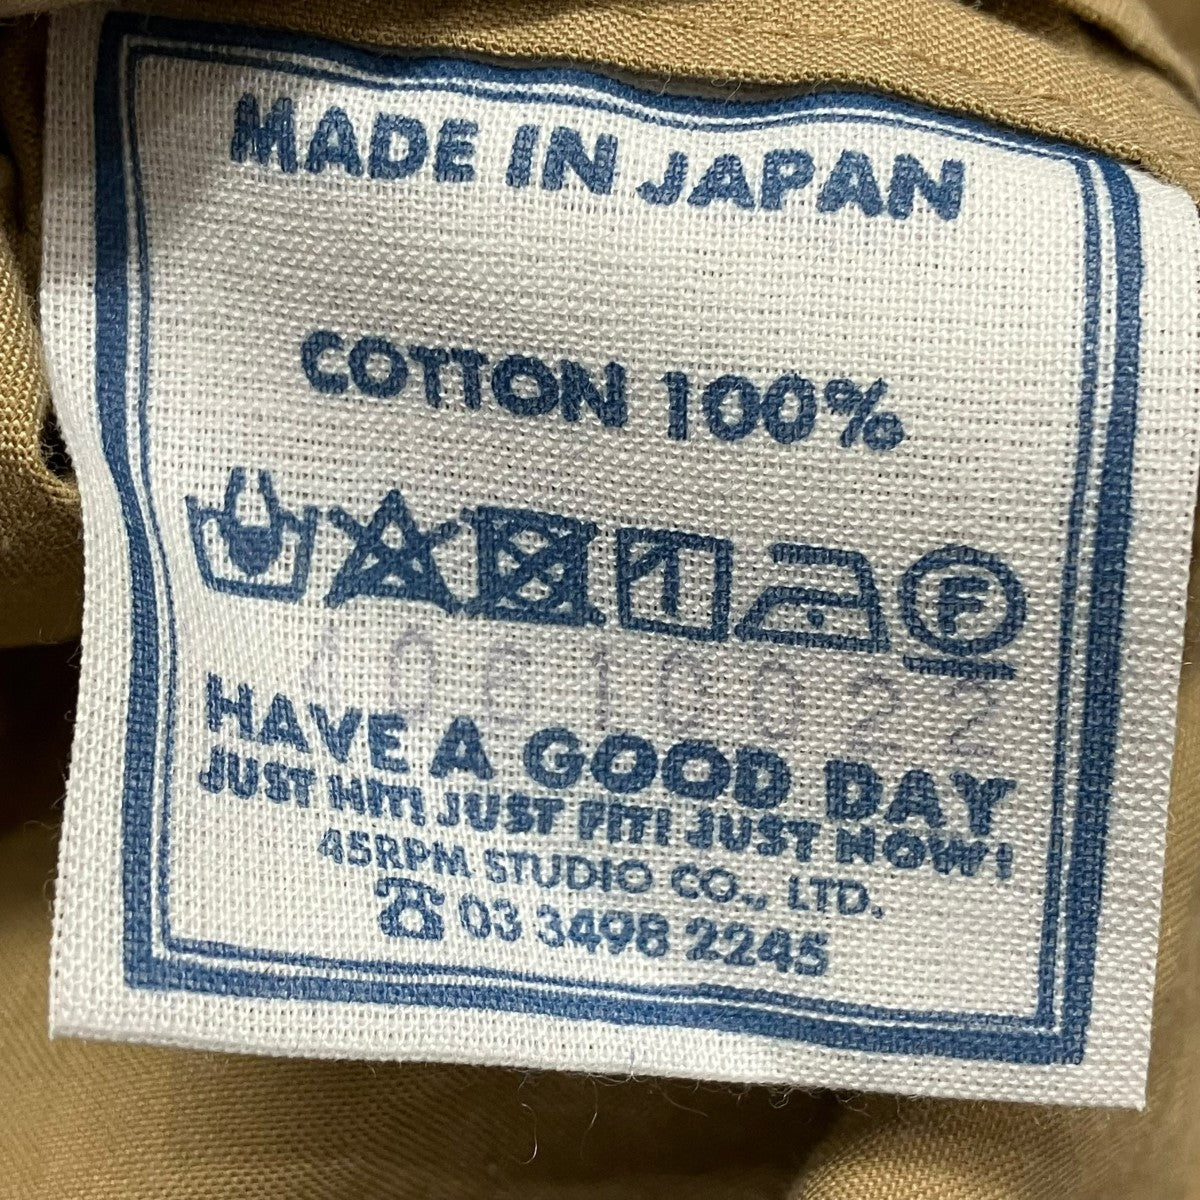 MADE IN JAPAN
COTTON 100%
F
HAVE A GOOD DAY
JUST HIT! JUST FIT! JUST NOW!
45RPM STUDIO CO., LTD.
☎ 03 3498 2245